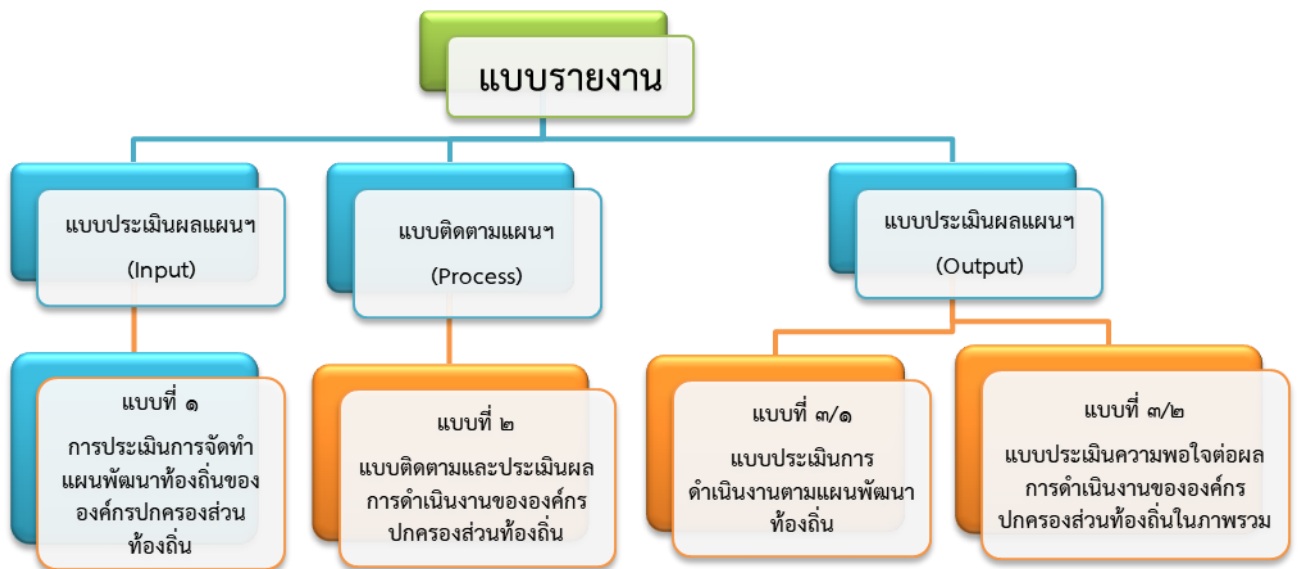 แบบรายงาน
แบบประเมินผลแผนฯ
(Input)
แบบติดตามแผนฯ
(Process)
แบบประเมินผลแผนฯ
(Output)
แบบที่ ๑
การประเมินการจัดทำ
แผนพัฒนาท้องถิ่นของ
องค์กรปกครองส่วน
ท้องถิ่น
แบบที่ ๒
แบบติดตามและประเมินผล
การดำเนินงานขององค์กร
ปกครองส่วนท้องถิ่น
แบบที่ ๓/๑
แบบประเมินการ
ดำเนินงานตามแผนพัฒนา
ท้องถิ่น
แบบที่ ๓/๒
แบบประเมินความพอใจต่อผล
การดำเนินงานขององค์กร
ปกครองส่วนท้องถิ่นในภาพรวม